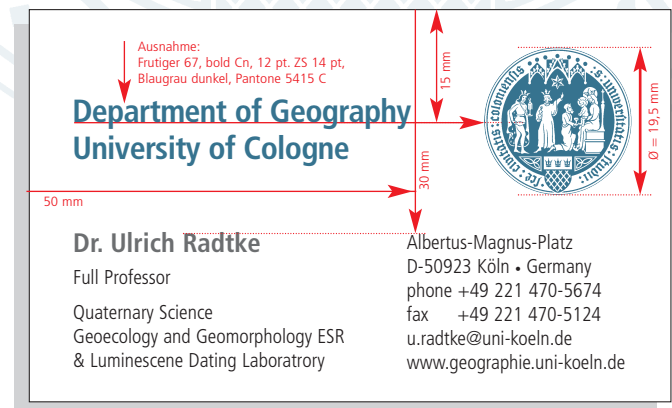 Ausnahme:
Frutiger 67, bold Cn, 12 pt. ZS 14 pt,
Blaugrau dunkel, Pantone 5415 C
15 mm
Department of Geography
University of Cologne
Ø = 19,5 mm
30 mm
50 mm
Dr. Ulrich Radtke
Full Professor
Quaternary Science
Geoecology and Geomorphology ESR
& Luminescene Dating Laboratrory
Albertus-Magnus-Platz
D-50923 Köln • Germany
phone +49 221 470-5674
fax +49 221 470-5124
u.radtke@uni-koeln.de
www.geographie.uni-koeln.de